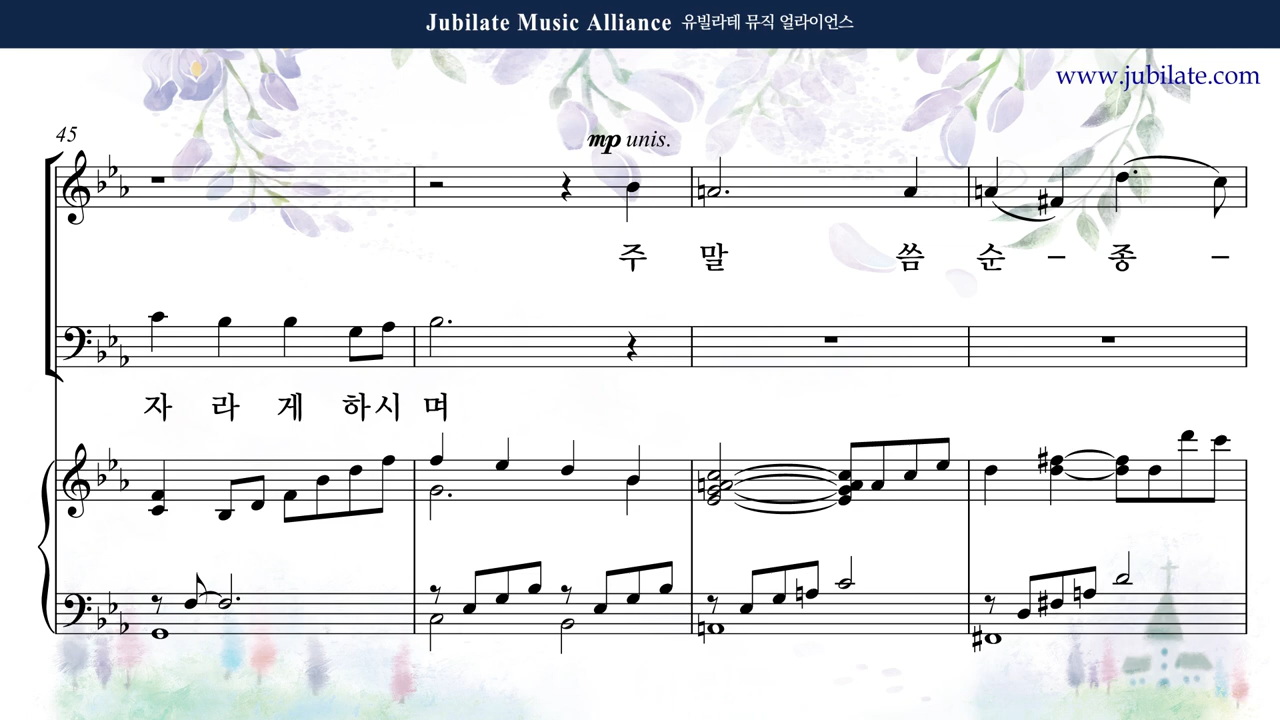 Jubilate Music Alliance 유빌라테 뮤직 얼라이언스
www.jubilate.com
45
mp unis.
주 말 씀 순 - 종 -
자 라 게 하 시 며